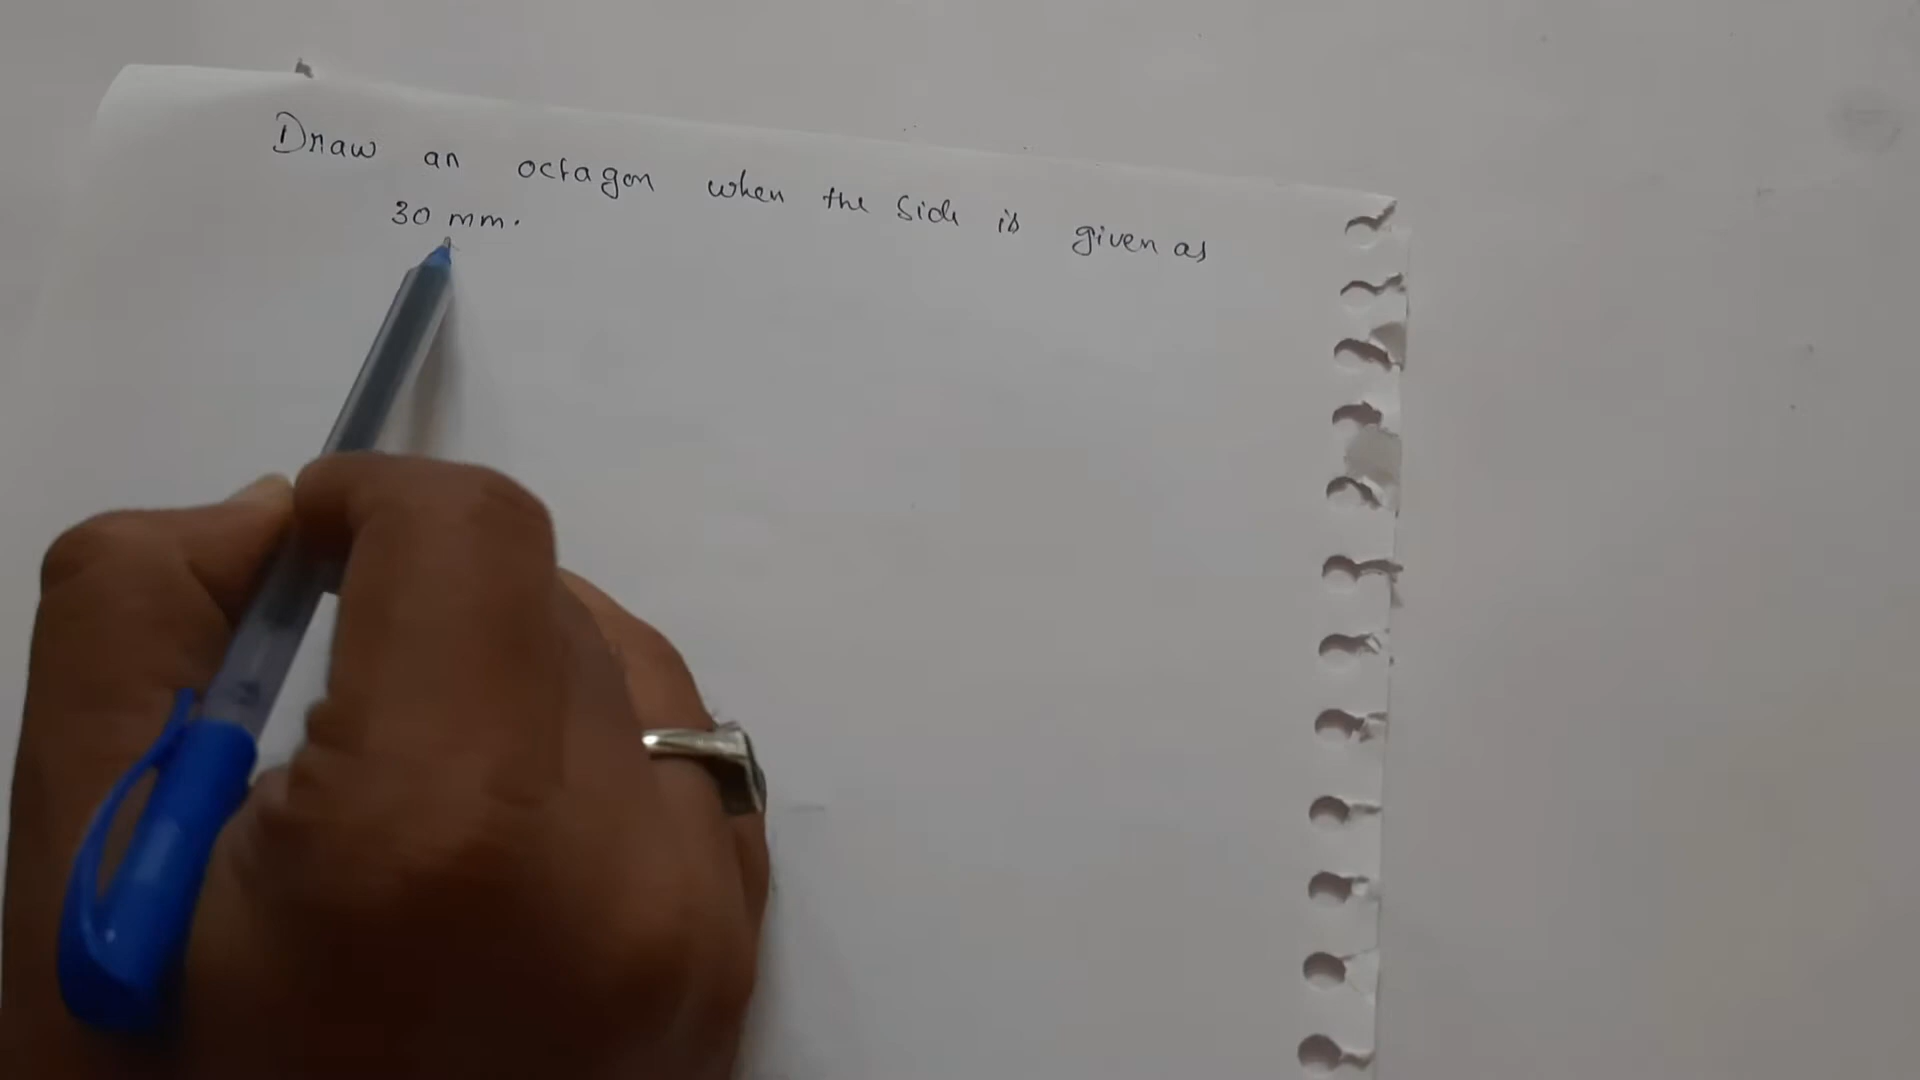 Draw an octagon when the side is given as
30 mm.